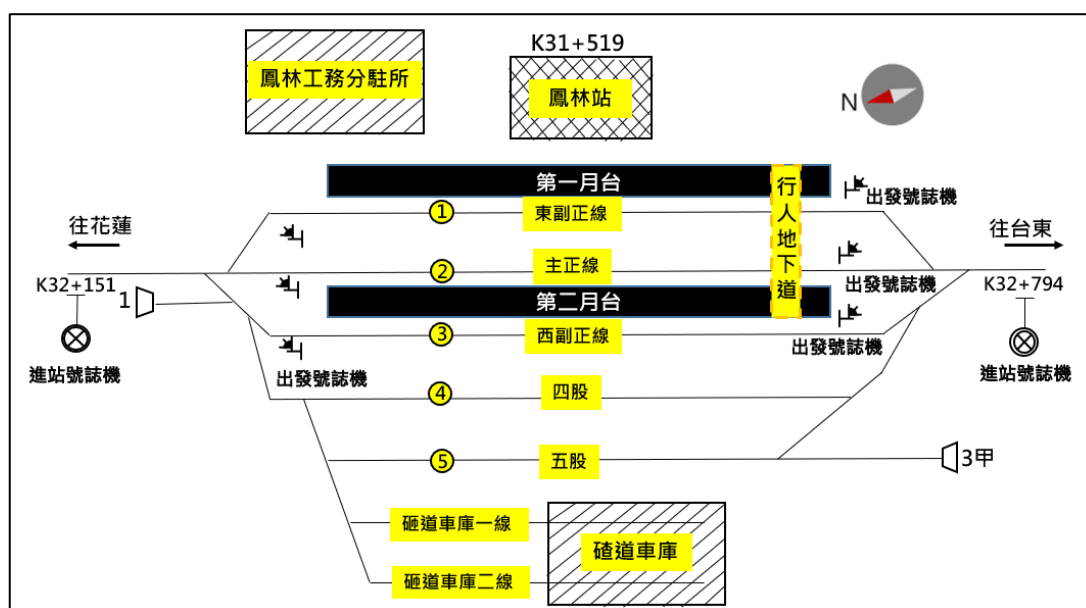 K31+519
鳳林工務分駐所
鳳林站
N
第一月台
行人地下道
出發號誌機
往花蓮
① 東副正線
往台東
② 主正線
K32+151
1
出發號誌機
K32+794
第二月台
③ 西副正線
出發號誌機
進站號誌機
出發號誌機
進站號誌機
④ 四股
⑤ 五股
3甲
砸道車庫一線
碴道車庫
砸道車庫二線